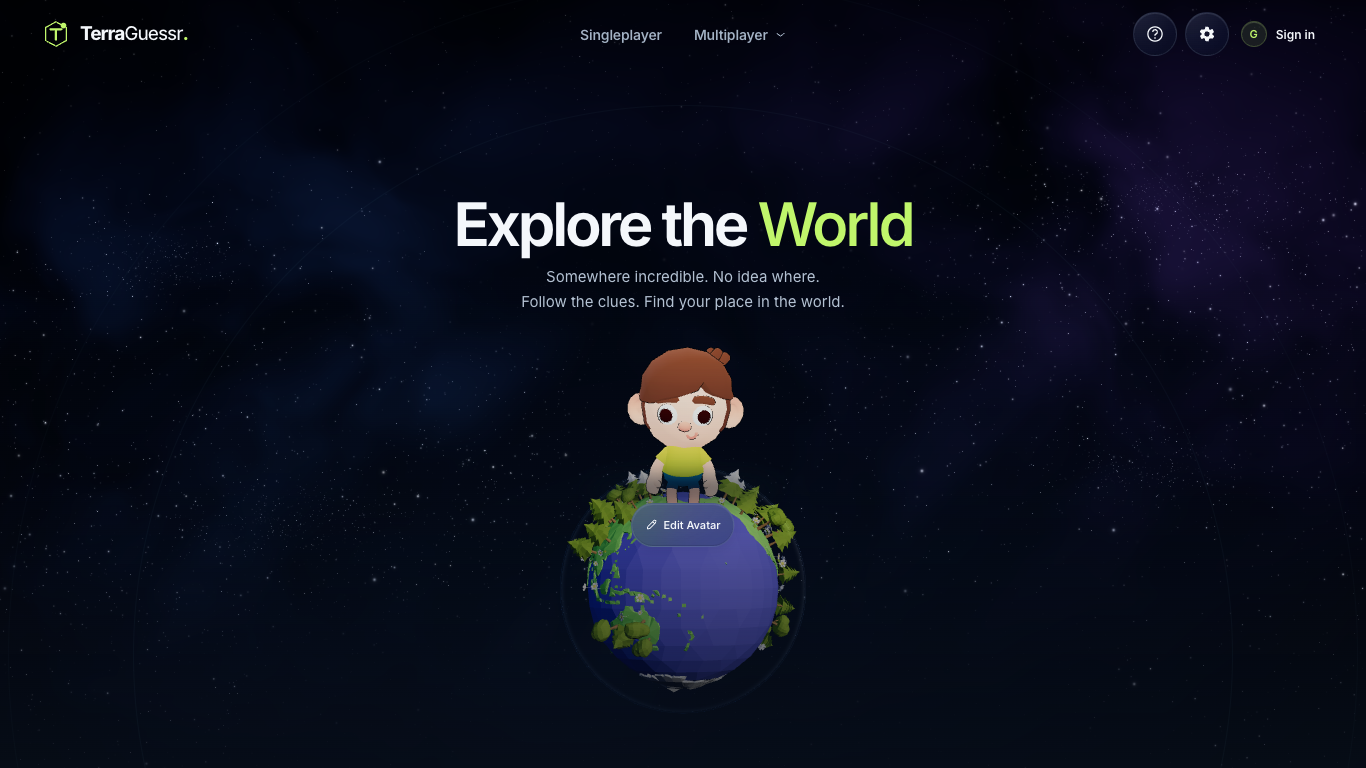 TerraGuessr.
Singleplayer
Multiplayer
G
Sign in
Explore the World
Somewhere incredible. No idea where.
Follow the clues. Find your place in the world.
Edit Avatar